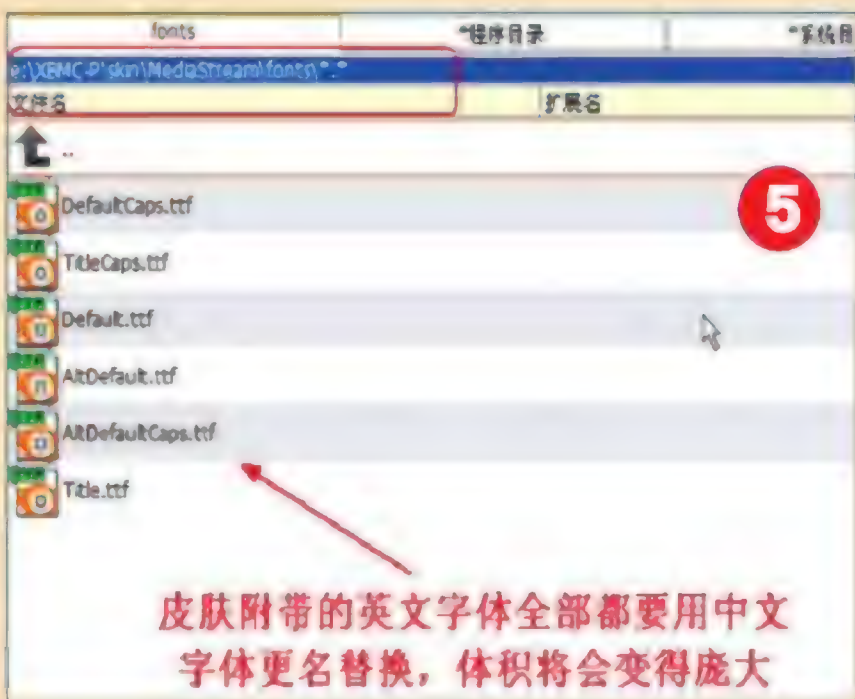 fonts *程序目录 *系统目
e:\XBMC-P\skin\MediaStream\fonts\*.*
文件名 扩展名
..
DefaultCaps.ttf
5
TitleCaps.ttf
Default.ttf
AltDefault.ttf
AltDefaultCaps.ttf
Title.ttf
皮肤附带的英文字体全部都要用中文
字体更名替换，体积将会变得庞大